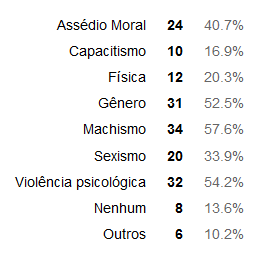 Assédio Moral 24 40.7%
Capacitismo 10 16.9%
Física 12 20.3%
Gênero 31 52.5%
Machismo 34 57.6%
Sexismo 20 33.9%
Violência psicológica 32 54.2%
Nenhum 8 13.6%
Outros 6 10.2%